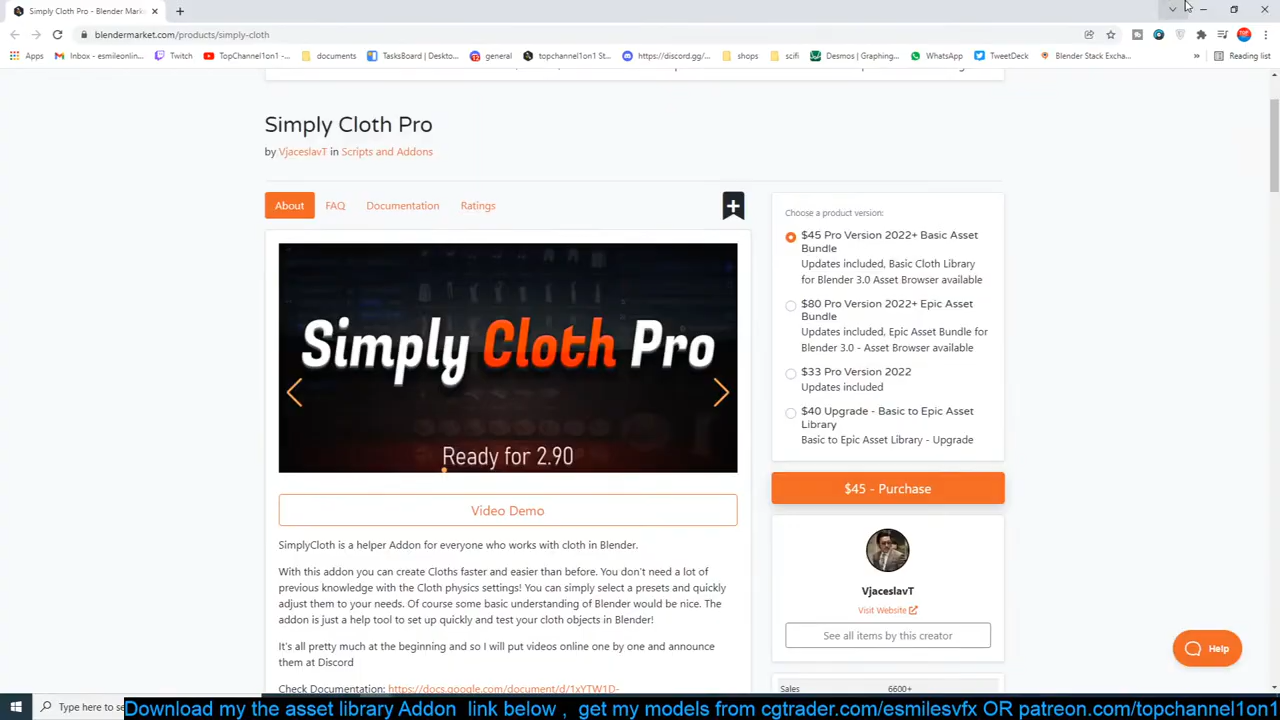 Simply Cloth Pro - Blender Mark
blendermarket.com/products/simply-cloth
Apps
Inbox - esmileonlin...
Twitch
TopChannel1on1 -...
documents
TasksBoard | Deskto...
general
topchannel1on1 St...
https://discord.gg/...
shops
scifi
Desmos | Graphing...
WhatsApp
TweetDeck
Blender Stack Excha...
»
Reading list
Simply Cloth Pro
by VjaceslavT in Scripts and Addons
About
FAQ
Documentation
Ratings
Simply Cloth Pro
Ready for 2.90
Video Demo
SimplyCloth is a helper Addon for everyone who works with cloth in Blender.
With this addon you can create Cloths faster and easier than before. You don't need a lot of
previous knowledge with the Cloth physics settings! You can simply select a presets and quickly
adjust them to your needs. Of course some basic understanding of Blender would be nice. The
addon is just a help tool to set up quickly and test your cloth objects in Blender!
It's all pretty much at the beginning and so I will put videos online one by one and announce
them at Discord
Check Documentation: https://docs.google.com/document/d/1xYTW1D-
Choose a product version:
$45 Pro Version 2022+ Basic Asset
Bundle
Updates included, Basic Cloth Library
for Blender 3.0 Asset Browser available
$80 Pro Version 2022+ Epic Asset
Bundle
Updates included, Epic Asset Bundle for
Blender 3.0 - Asset Browser available
$33 Pro Version 2022
Updates included
$40 Upgrade - Basic to Epic Asset
Library
Basic to Epic Asset Library - Upgrade
$45 - Purchase
VjaceslavT
Visit Website
See all items by this creator
Sales 6600+
Help
Type here to se
Download my the asset library Addon link below , get my models from cgtrader.com/esmilesvfx OR patreon.com/topchannel1on1